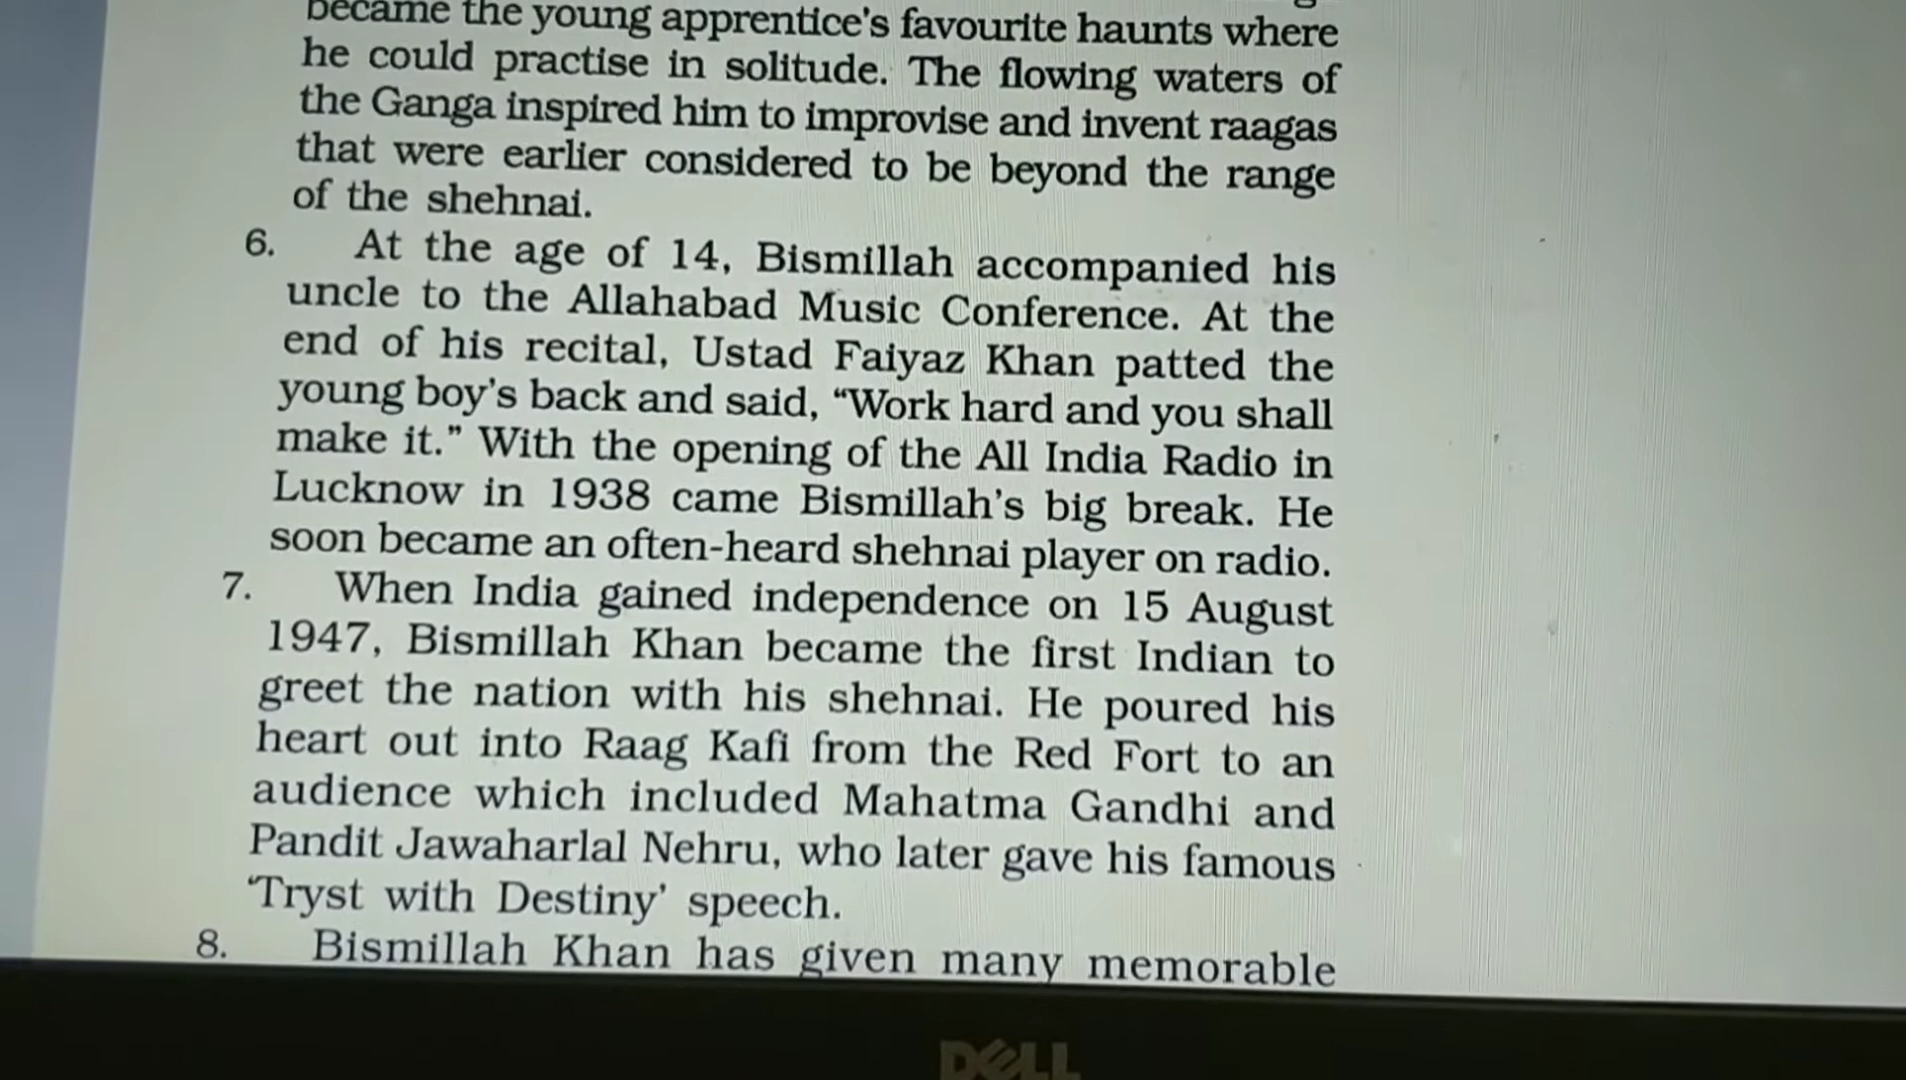 became the young apprentice's favourite haunts where
he could practise in solitude. The flowing waters of
the Ganga inspired him to improvise and invent raagas
that were earlier considered to be beyond the range
of the shehnai.
6. At the age of 14, Bismillah accompanied his
uncle to the Allahabad Music Conference. At the
end of his recital, Ustad Faiyaz Khan patted the
young boy's back and said, “Work hard and you shall
make it.” With the opening of the All India Radio in
Lucknow in 1938 came Bismillah's big break. He
soon became an often-heard shehnai player on radio.
7. When India gained independence on 15 August
1947, Bismillah Khan became the first Indian to
greet the nation with his shehnai. He poured his
heart out into Raag Kafi from the Red Fort to an
audience which included Mahatma Gandhi and
Pandit Jawaharlal Nehru, who later gave his famous
‘Tryst with Destiny’ speech.
8. Bismillah Khan has given many memorable
DELL